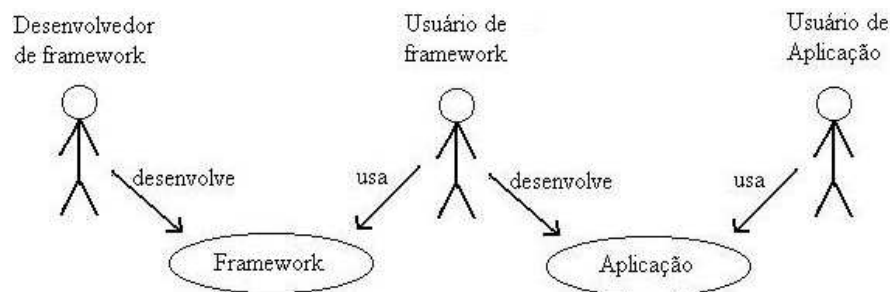 Desenvolvedor
de framework
Usuário de
framework
Usuário de
Aplicação
desenvolve
usa
desenvolve
usa
Framework
Aplicação